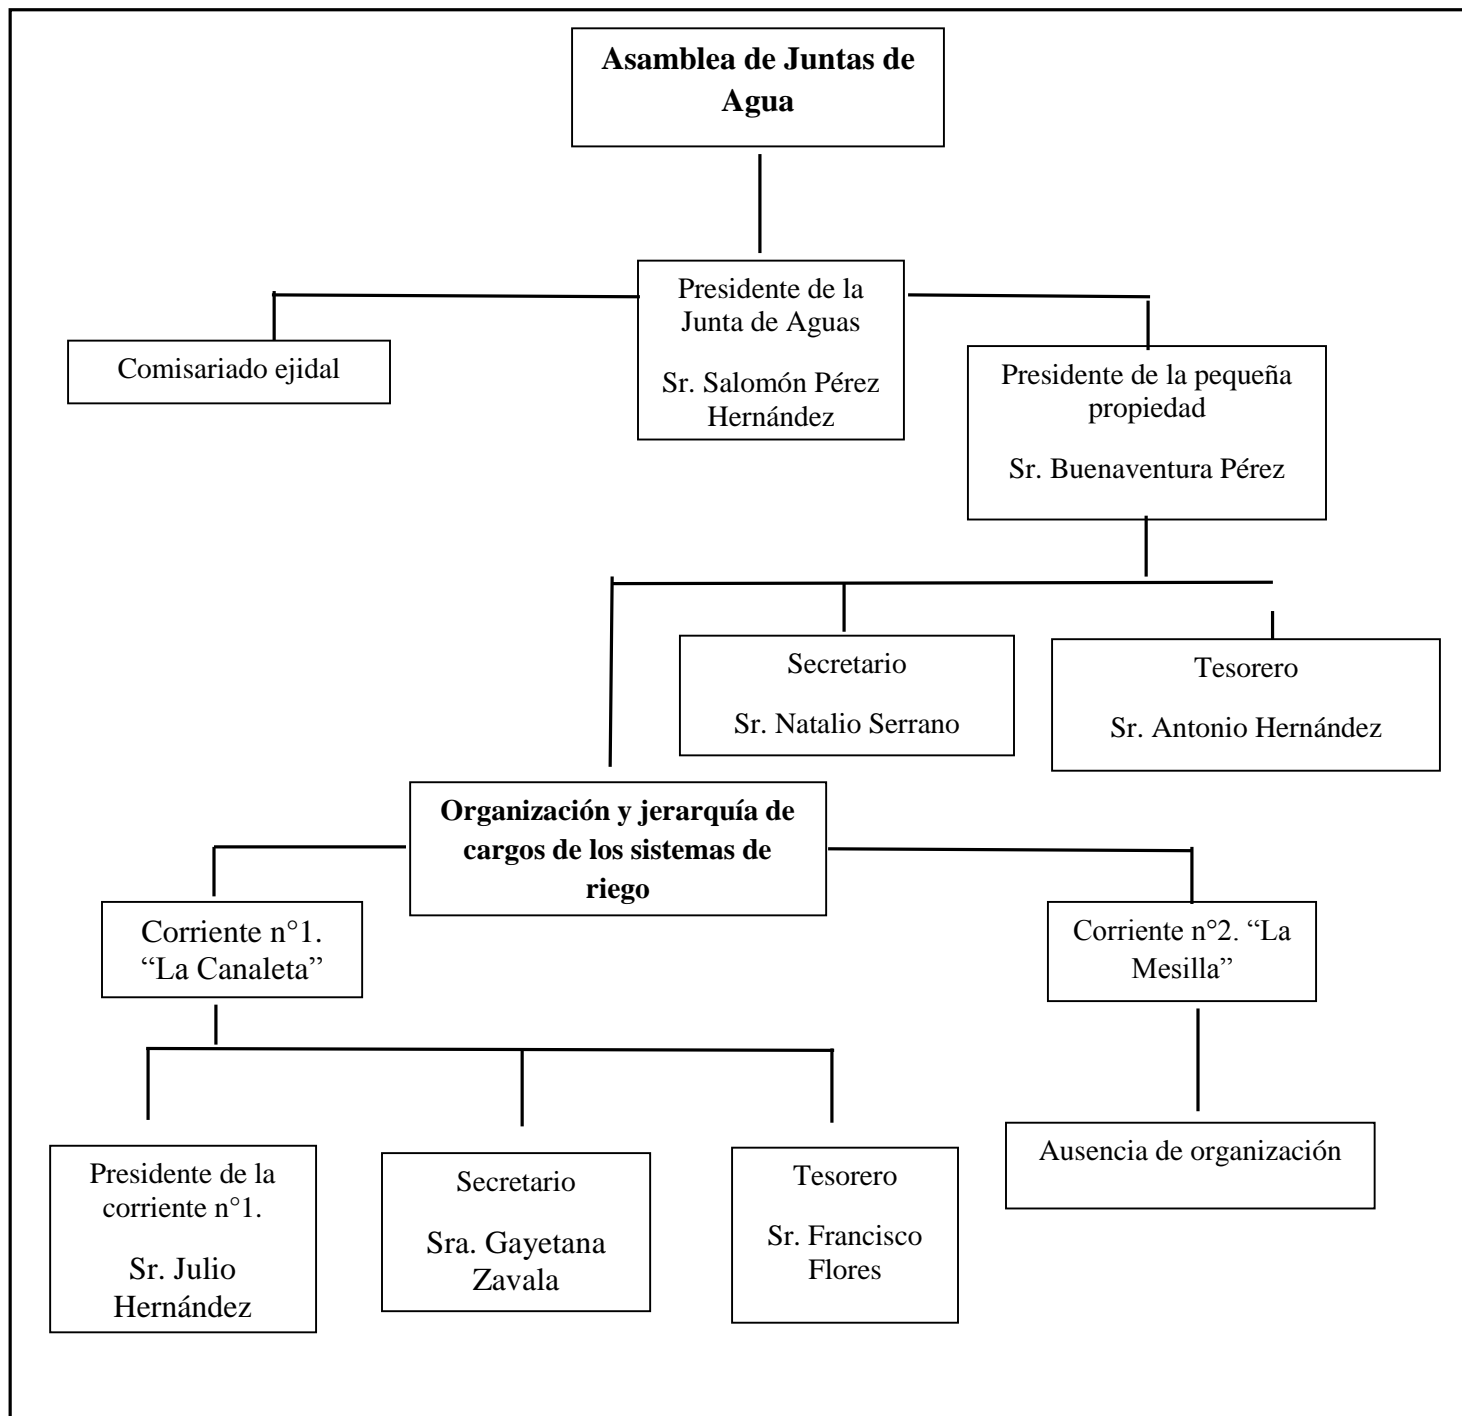 Asamblea de Juntas de
Agua
Presidente de la
Junta de Aguas
Sr. Salomón Pérez
Hernández
Comisariado ejidal
Presidente de la pequeña
propiedad
Sr. Buenaventura Pérez
Secretario
Sr. Natalio Serrano
Tesorero
Sr. Antonio Hernández
Organización y jerarquía de
cargos de los sistemas de
riego
Corriente n°1.
“La Canaleta”
Corriente n°2. “La
Mesilla”
Presidente de la
corriente n°1.
Sr. Julio
Hernández
Secretario
Sra. Gayetana
Zavala
Tesorero
Sr. Francisco
Flores
Ausencia de organización